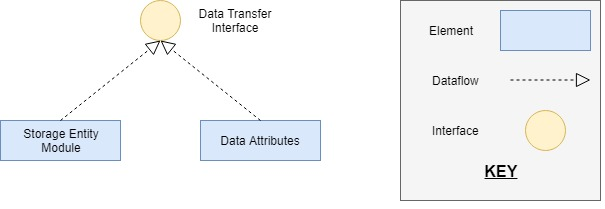 Data Transfer
Interface
Storage Entity
Module
Data Attributes
Element
Dataflow
Interface
KEY